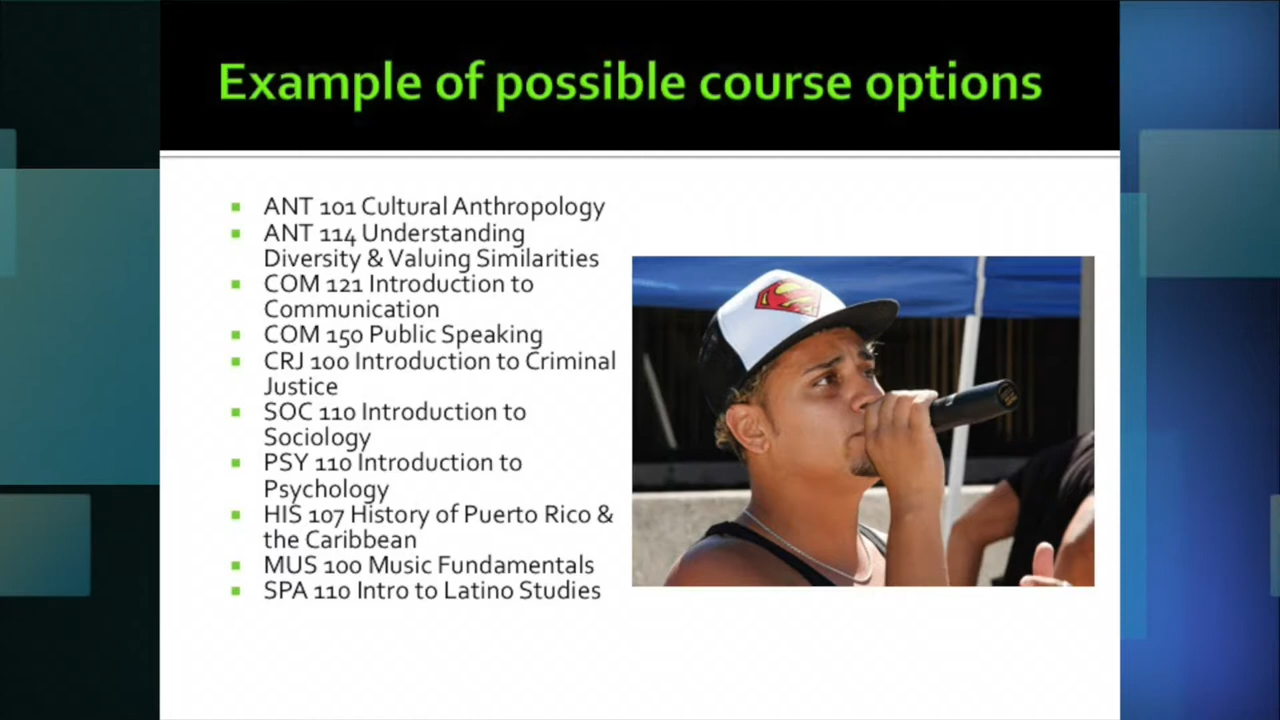 Example of possible course options
ANT 101 Cultural Anthropology
ANT 114 Understanding
Diversity & Valuing Similarities
COM 121 Introduction to
Communication
COM 150 Public Speaking
CRJ 100 Introduction to Criminal
Justice
SOC 110 Introduction to
Sociology
PSY 110 Introduction to
Psychology
HIS 107 History of Puerto Rico &
the Caribbean
MUS 100 Music Fundamentals
SPA 110 Intro to Latino Studies